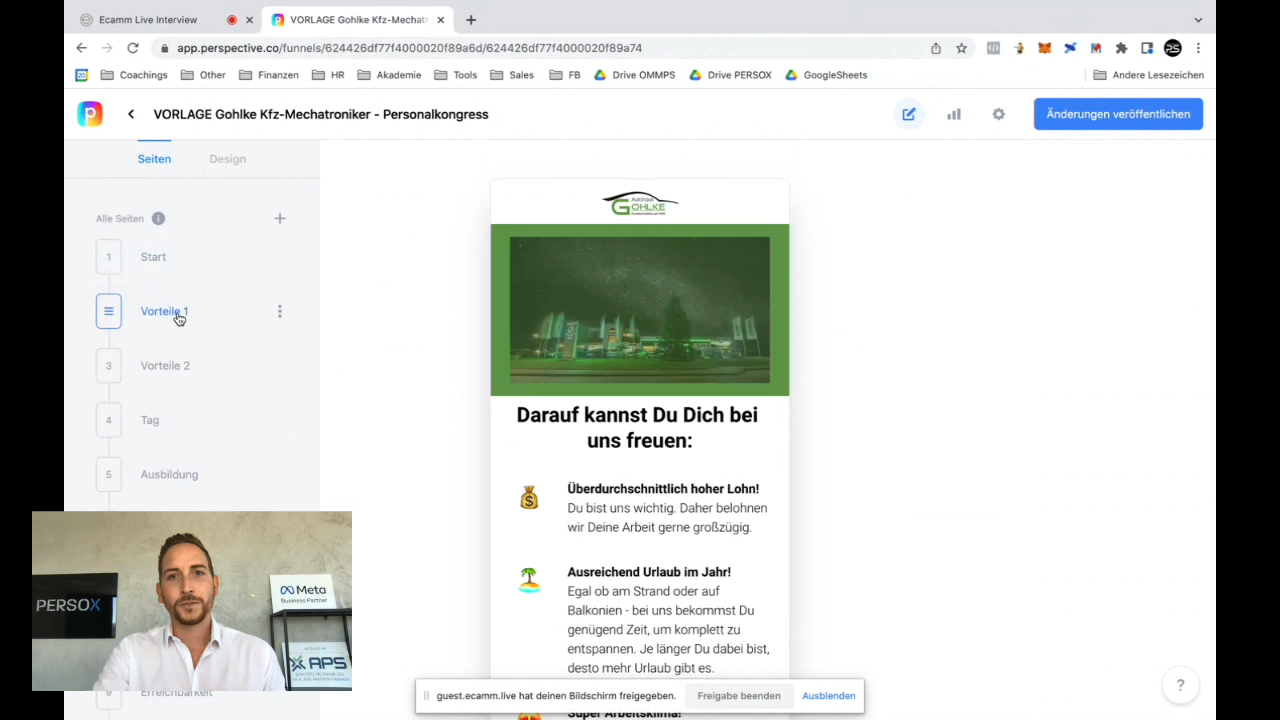 Ecamm Live Interview
VORLAGE Gohlke Kfz-Mechatr
app.perspective.co/funnels/624426df77f4000020f89a6d/624426df77f4000020f89a74
Coachings
Other
Finanzen
HR
Akademie
Tools
Sales
FB
Drive OMMPS
Drive PERSOX
GoogleSheets
Andere Lesezeichen
VORLAGE Gohlke Kfz-Mechatroniker - Personalkongress
Änderungen veröffentlichen
Seiten
Design
Alle Seiten
1 Start
Vorteile 1
3 Vorteile 2
4 Tag
5 Ausbildung
9 Erreichbarkeit
Autohaus
GOHLKE
Darauf kannst Du Dich bei
uns freuen:
Überdurchschnittlich hoher Lohn!
Du bist uns wichtig. Daher belohnen
wir Deine Arbeit gerne großzügig.
Ausreichend Urlaub im Jahr!
Egal ob am Strand oder auf
Balkonien - bei uns bekommst Du
genügend Zeit, um komplett zu
entspannen. Je länger Du dabei bist,
desto mehr Urlaub gibt es.
Super Arbeitsklima!
guest.ecamm.live hat deinen Bildschirm freigegeben.
Freigabe beenden
Ausblenden
?
PERSOX
Meta
Business Partner
APS